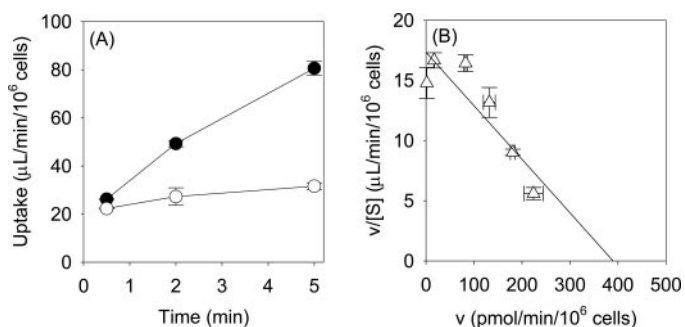 (A)
Uptake (μL/min/10⁶ cells)
100
80
60
40
20
0
0 1 2 3 4 5
Time (min)
(B)
v/[S] (μL/min/10⁶ cells)
20
15
10
5
0
0 100 200 300 400 500
v (pmol/min/10⁶ cells)